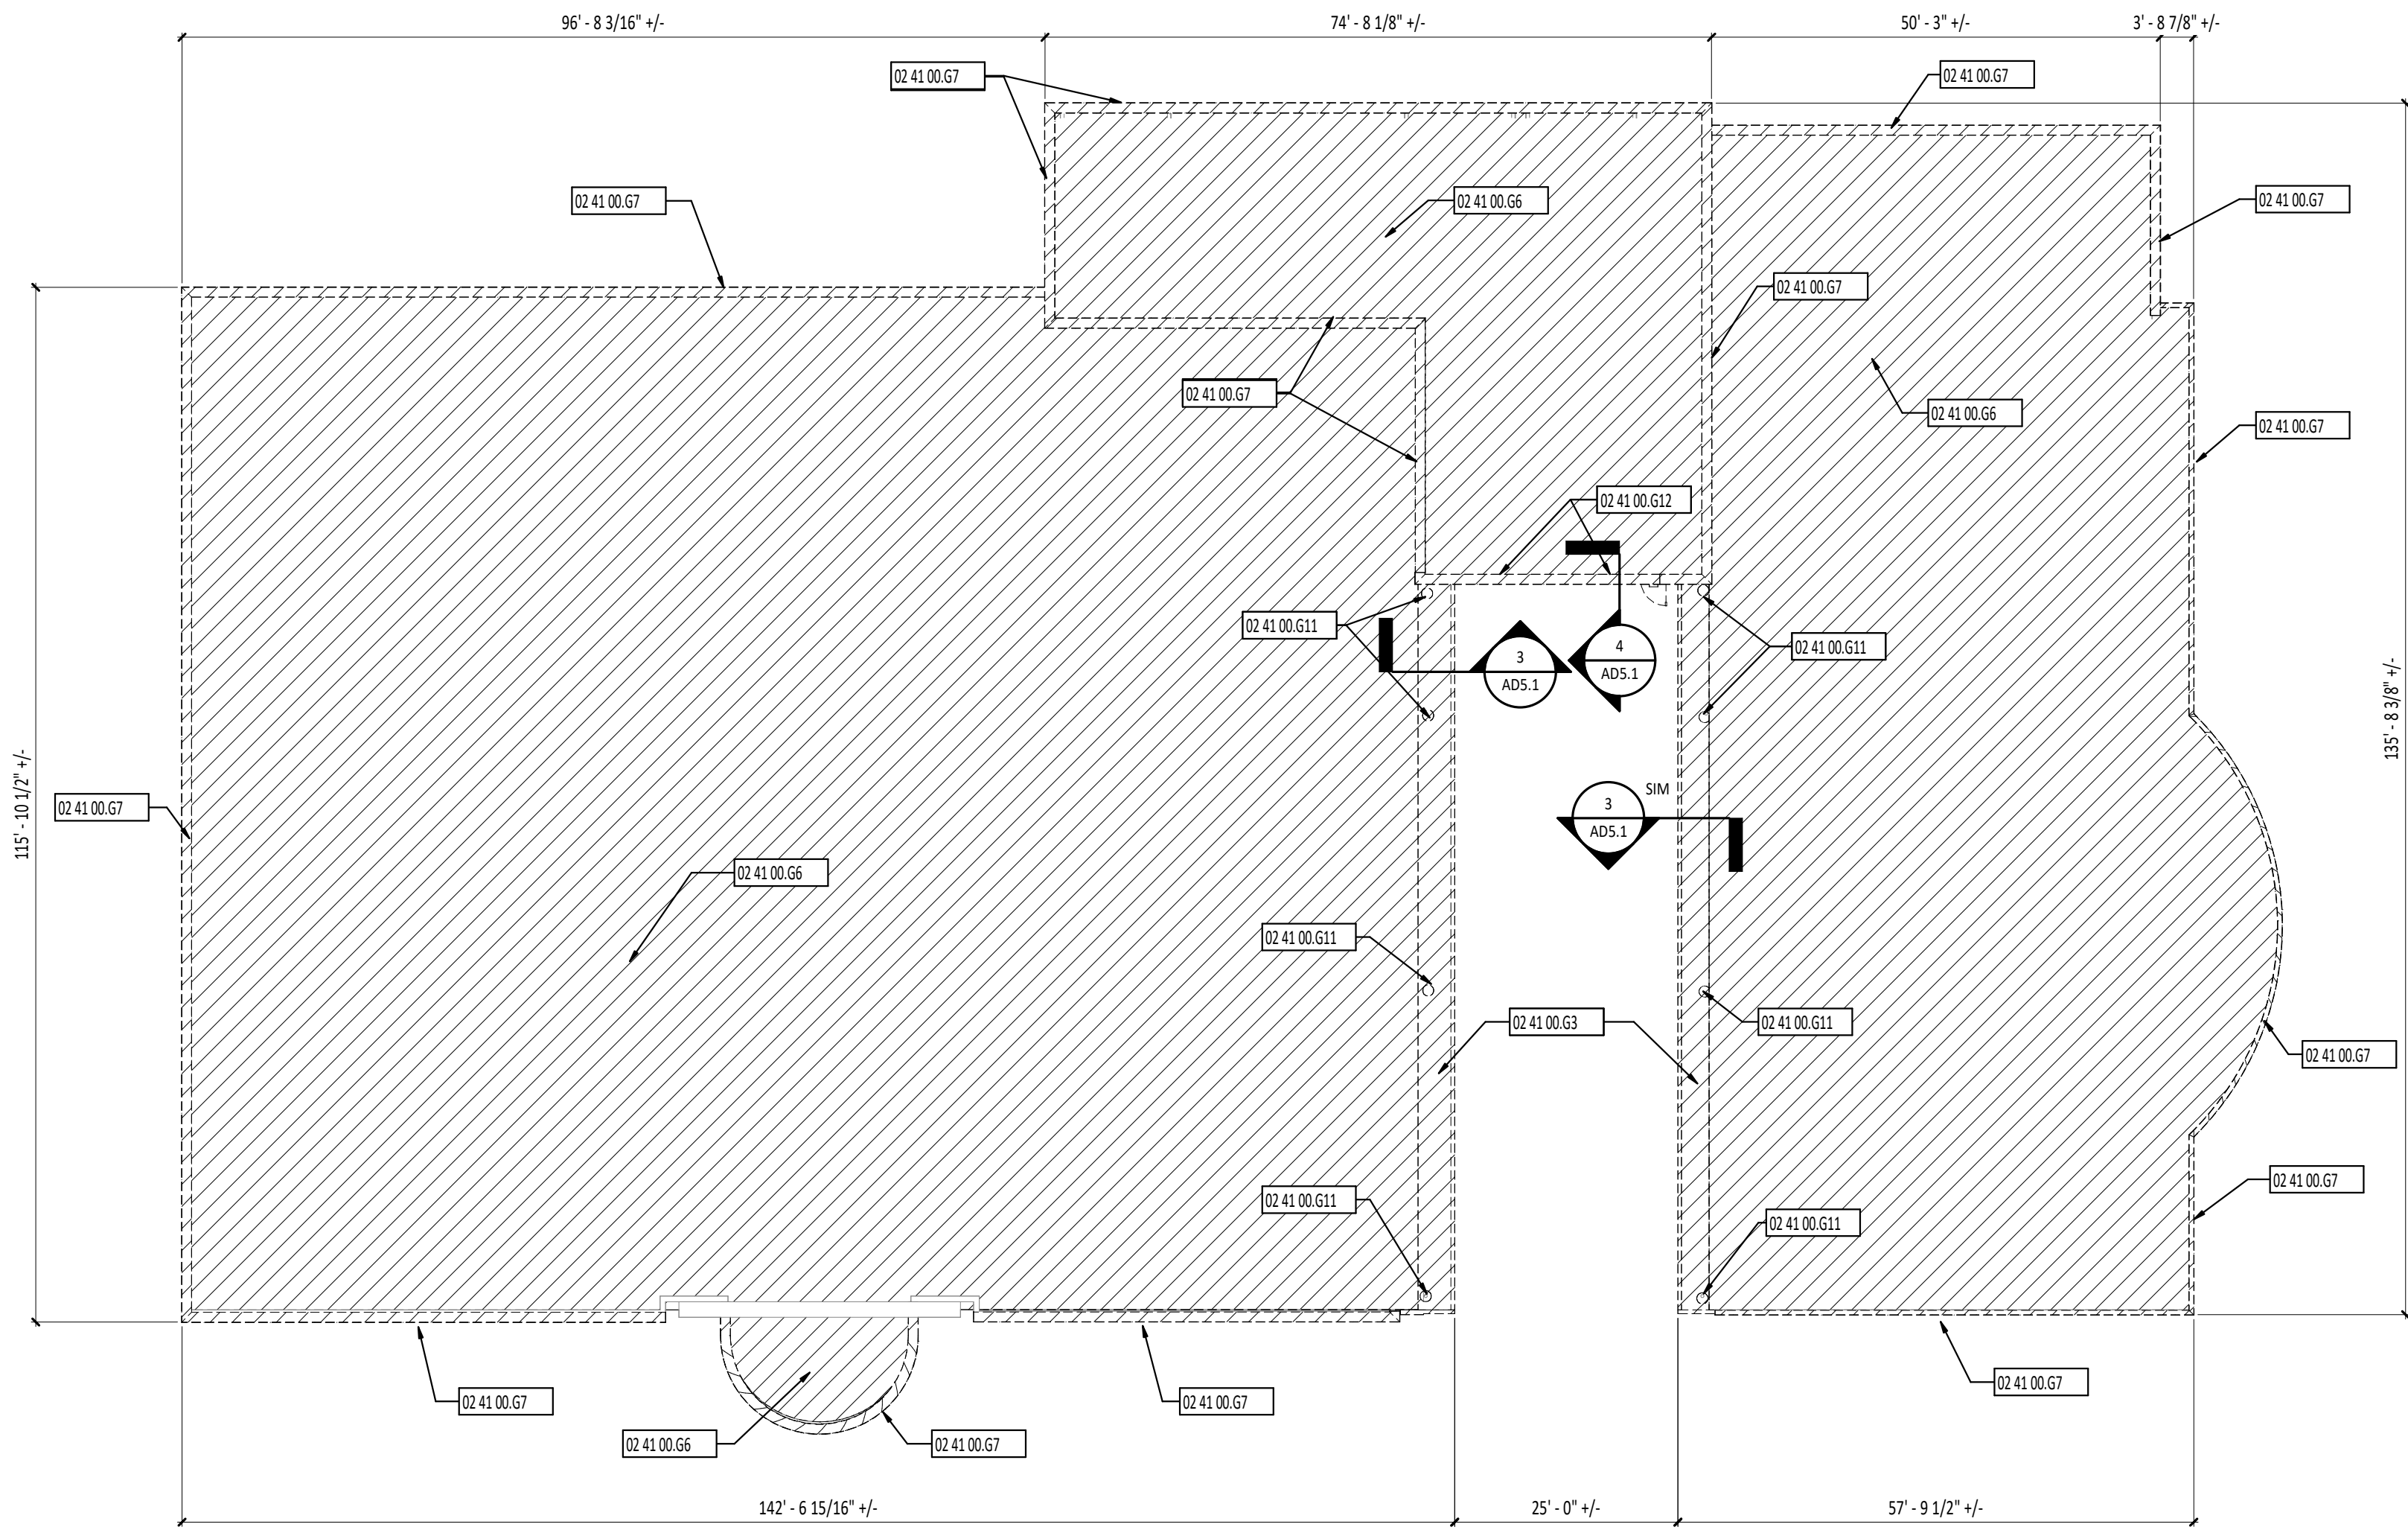 96' - 8 3/16" +/-
74' - 8 1/8" +/-
50' - 3" +/-
3' - 8 7/8" +/-
02 41 00.G7
02 41 00.G7
02 41 00.G7
02 41 00.G6
02 41 00.G7
02 41 00.G7
02 41 00.G7
02 41 00.G6
02 41 00.G7
02 41 00.G12
02 41 00.G11
02 41 00.G11
3
AD5.1
4
AD5.1
135' - 8 3/8" +/-
115' - 10 1/2" +/-
02 41 00.G7
3
AD5.1
SIM
02 41 00.G6
02 41 00.G11
02 41 00.G3
02 41 00.G11
02 41 00.G7
02 41 00.G7
02 41 00.G11
02 41 00.G11
02 41 00.G7
02 41 00.G7
02 41 00.G7
02 41 00.G6
02 41 00.G7
142' - 6 15/16" +/-
25' - 0" +/-
57' - 9 1/2" +/-